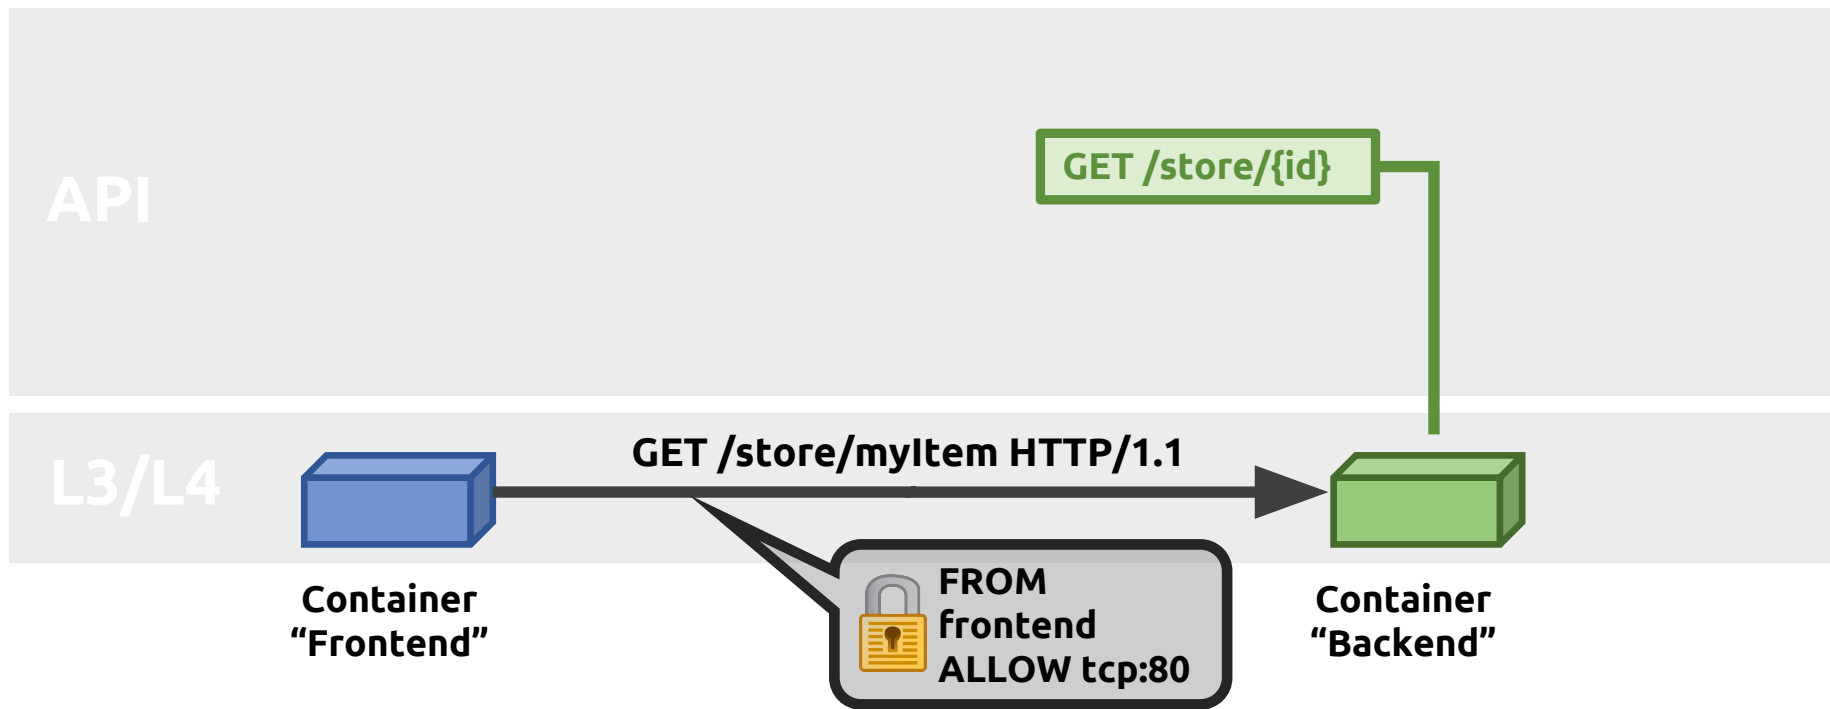 API
GET /store/{id}
L3/L4
GET /store/myItem HTTP/1.1
Container
“Frontend”
FROM
frontend
ALLOW tcp:80
Container
“Backend”